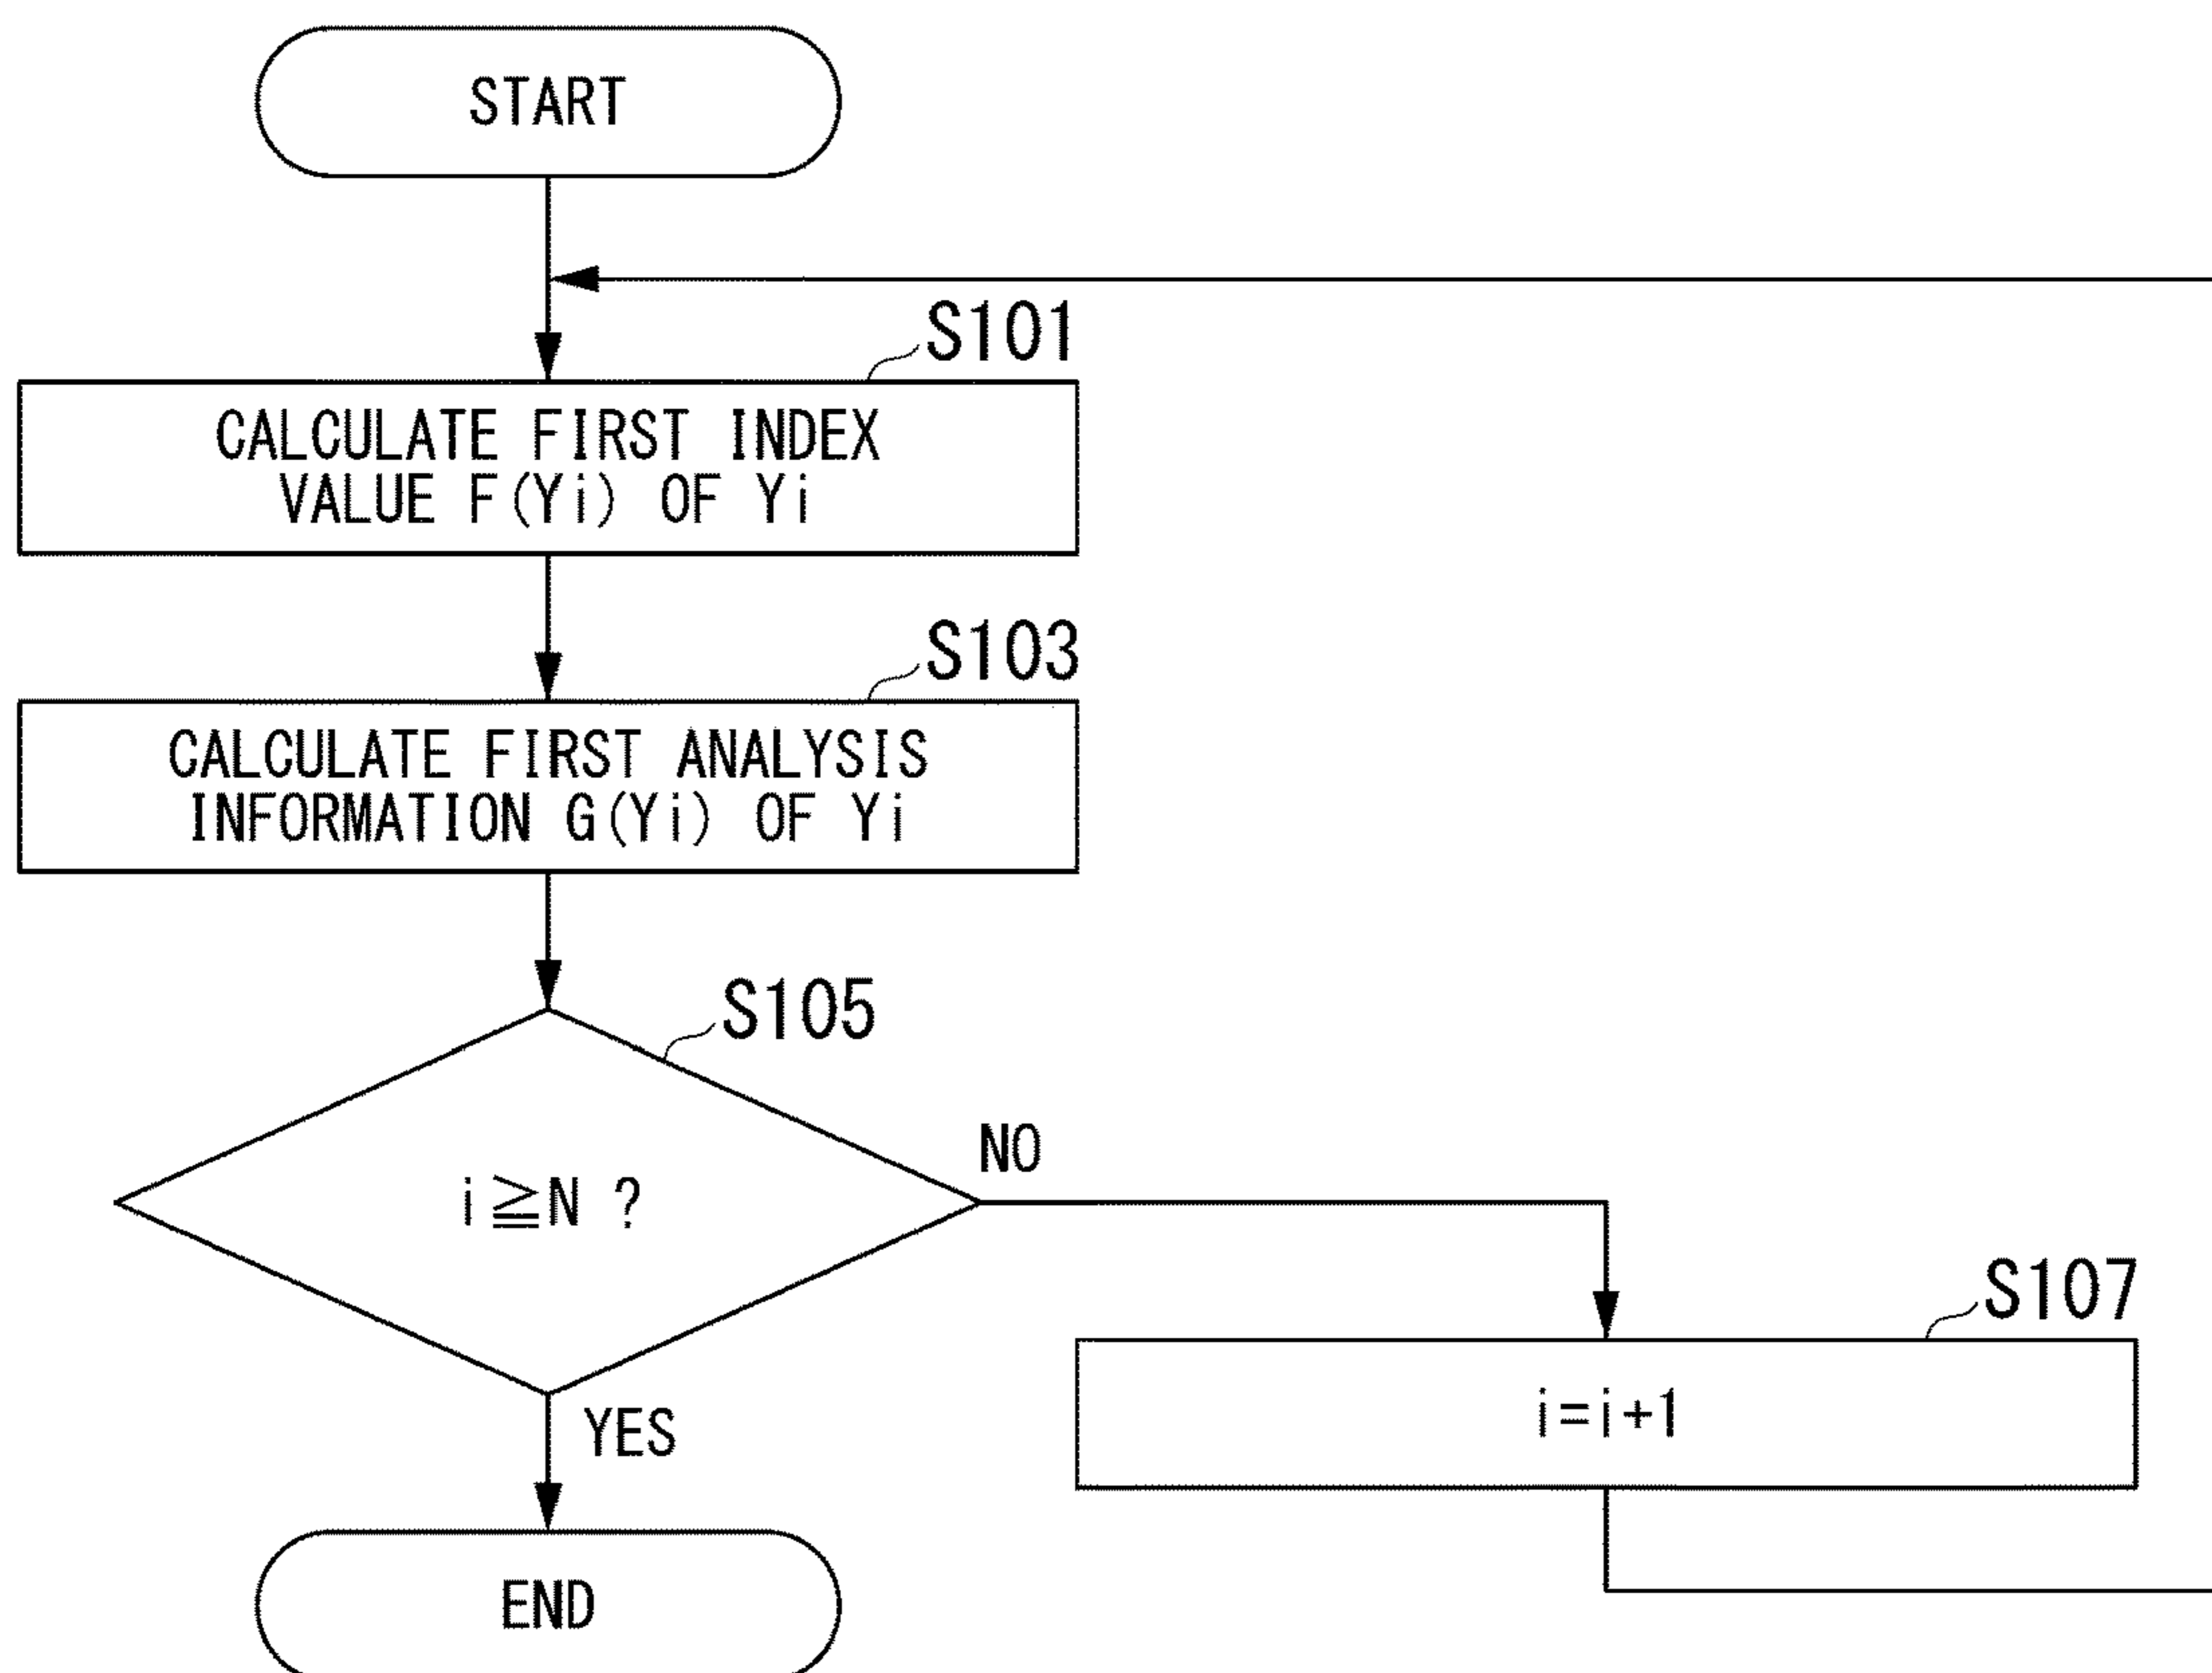 START
S101
CALCULATE FIRST INDEX
VALUE F(Yi) OF Yi
S103
CALCULATE FIRST ANALYSIS
INFORMATION G(Yi) OF Yi
S105
i≧N ?
NO
S107
i=i+1
YES
END